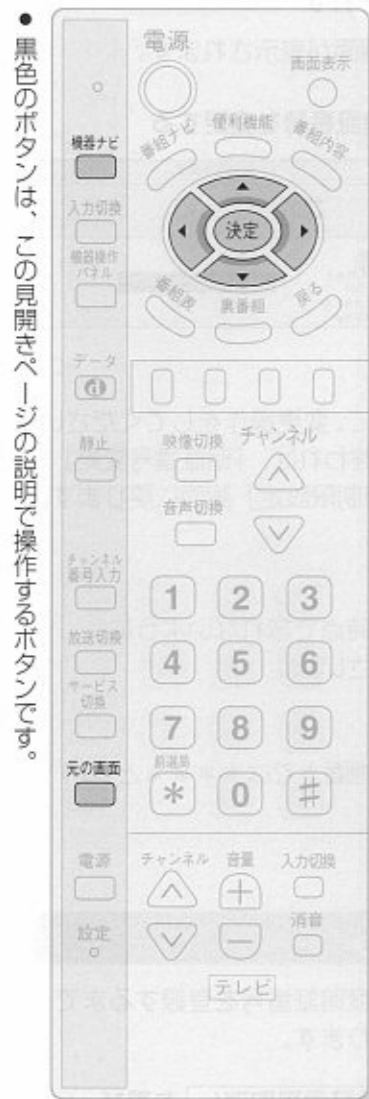 ● 黒色のボタンは、この見開きページの説明で操作するボタンです。
電源
画面表示
機器ナビ
番組ナビ
便利機能
番組内容
入力切換
決定
機器操作
パネル
番組表
裏番組
戻る
データ
d
静止
映像切換
チャンネル
音声切換
チャンネル
番号入力
1
2
3
放送切換
4
5
6
サービス
切換
7
8
9
元の画面
前選局
*
0
#
電源
チャンネル
音量
入力切換
+
設定
消音
−
テレビ